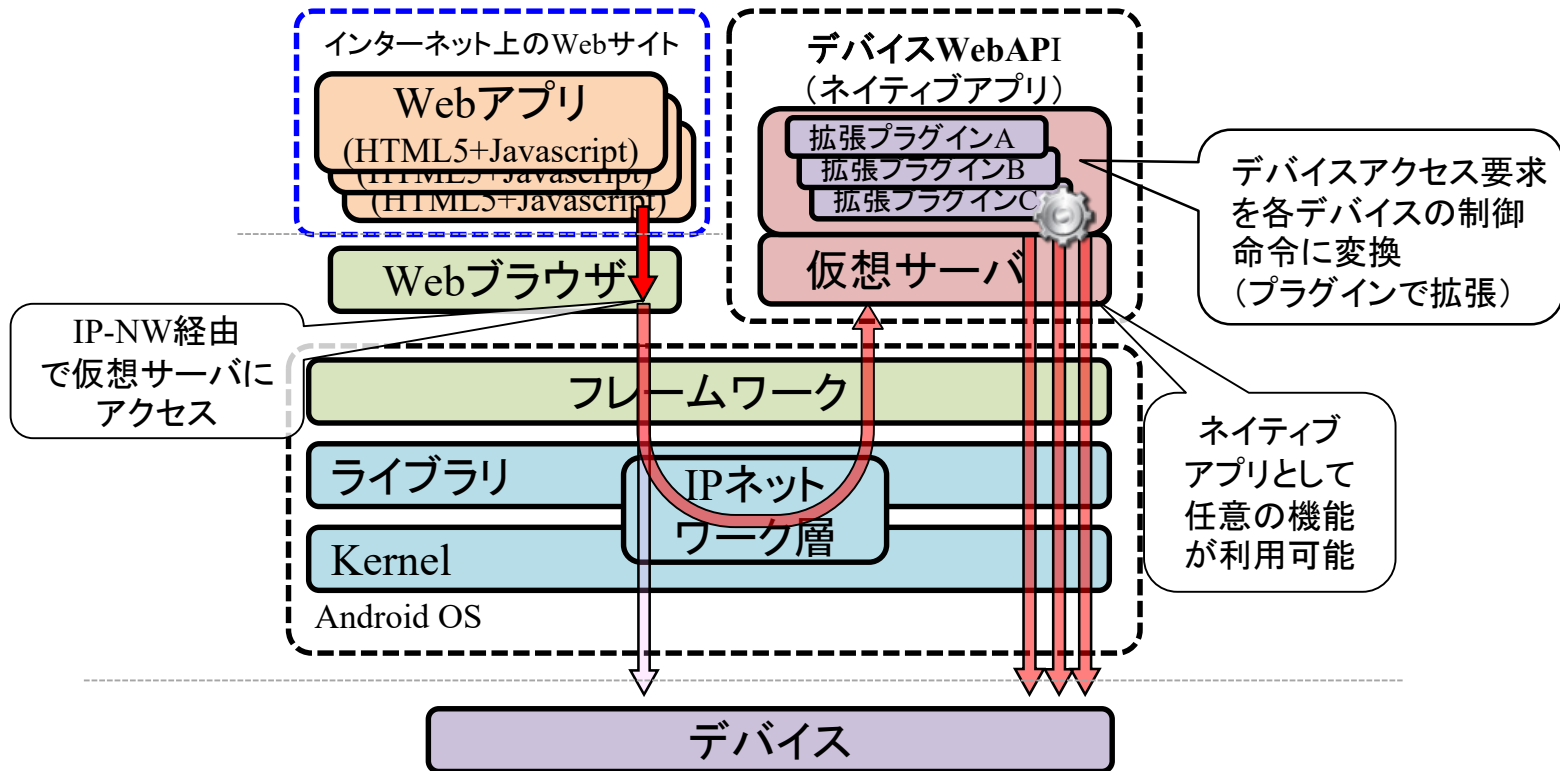 インターネット上のWebサイト
Webアプリ
(HTML5+Javascript)
(HTML5+Javascript)
(HTML5+Javascript)
Webブラウザ
デバイスWebAPI
（ネイティブアプリ）
拡張プラグインA
拡張プラグインB
拡張プラグインC
仮想サーバ
デバイスアクセス要求
を各デバイスの制御
命令に変換
（プラグインで拡張）
IP-NW経由
で仮想サーバに
アクセス
フレームワーク
ライブラリ
IPネット
ワーク層
Kernel
Android OS
ネイティブ
アプリとして
任意の機能
が利用可能
デバイス